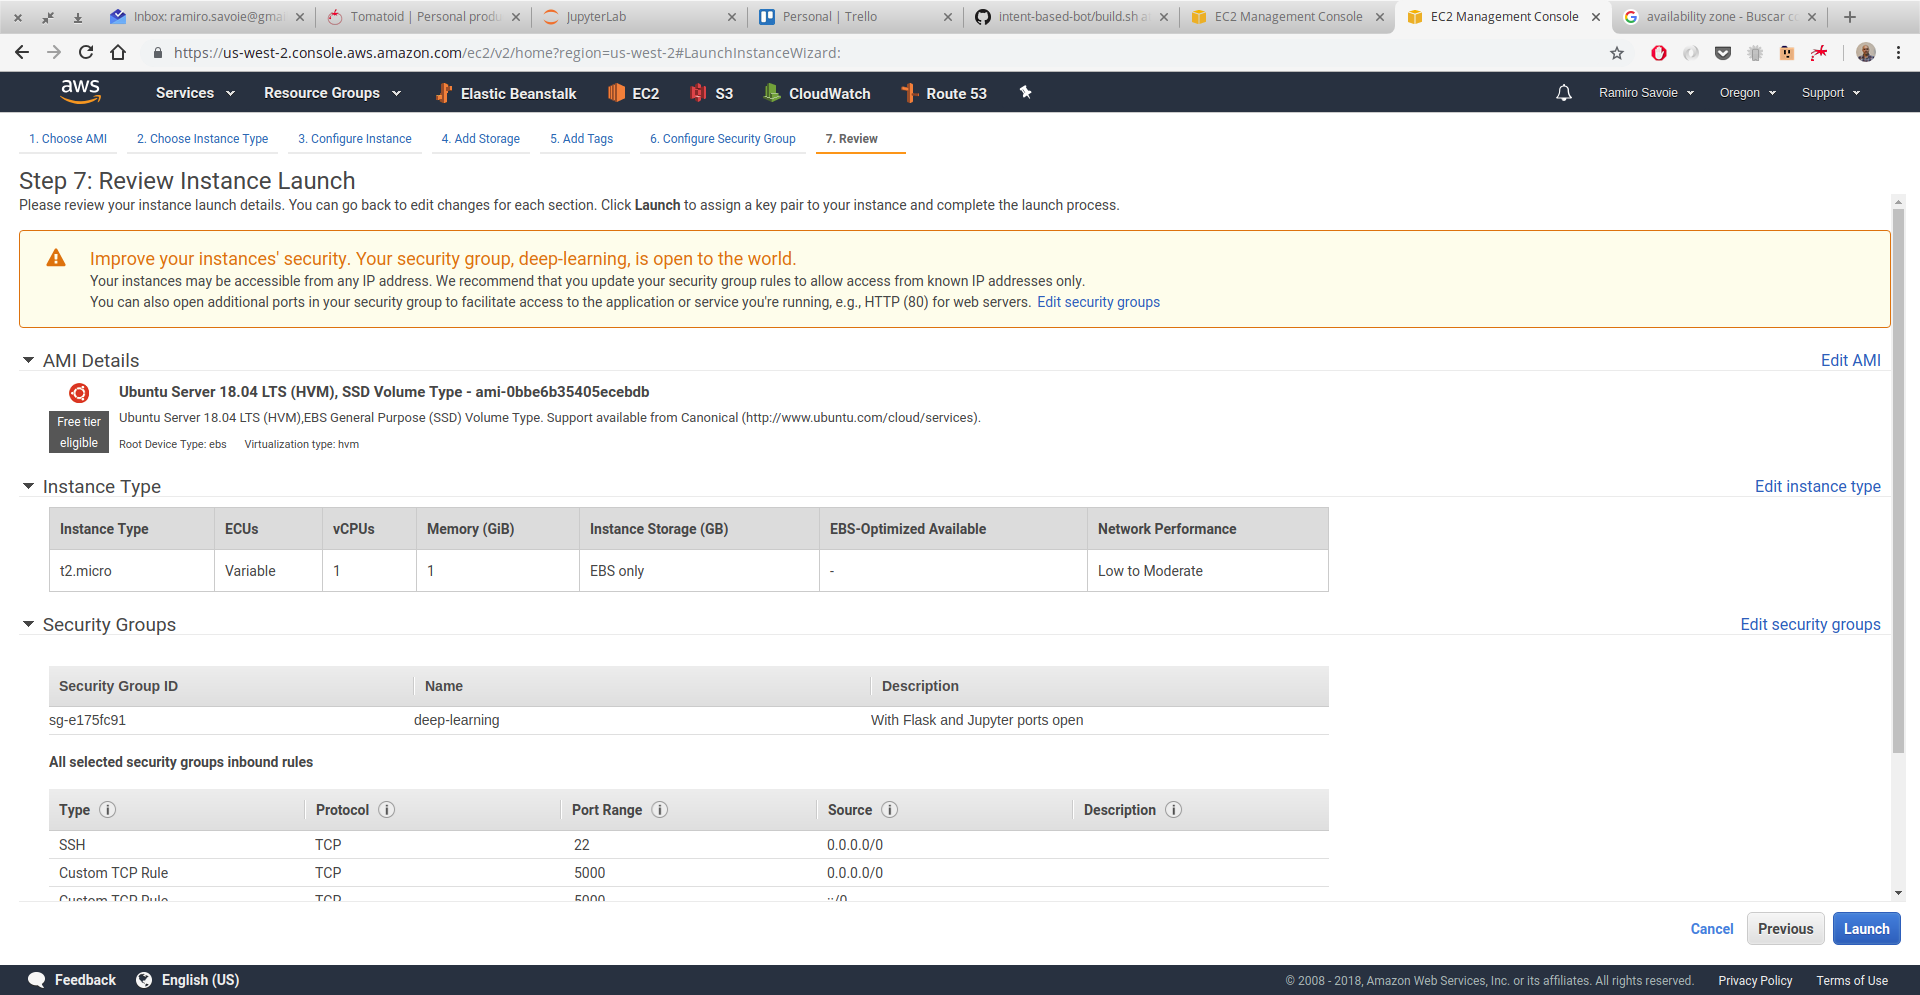 Inbox: ramiro.savoie@gma
Tomatoid | Personal produ
JupyterLab
Personal | Trello
intent-based-bot/build.sh a
EC2 Management Console
EC2 Management Console
availability zone - Buscar c
https://us-west-2.console.aws.amazon.com/ec2/v2/home?region=us-west-2#LaunchInstanceWizard:
aws
Services
Resource Groups
Elastic Beanstalk
EC2
S3
CloudWatch
Route 53
Ramiro Savoie
Oregon
Support
1. Choose AMI
2. Choose Instance Type
3. Configure Instance
4. Add Storage
5. Add Tags
6. Configure Security Group
7. Review
Step 7: Review Instance Launch
Please review your instance launch details. You can go back to edit changes for each section. Click Launch to assign a key pair to your instance and complete the launch process.
Improve your instances' security. Your security group, deep-learning, is open to the world.
Your instances may be accessible from any IP address. We recommend that you update your security group rules to allow access from known IP addresses only.
You can also open additional ports in your security group to facilitate access to the application or service you're running, e.g., HTTP (80) for web servers. Edit security groups
AMI Details
Edit AMI
Ubuntu Server 18.04 LTS (HVM), SSD Volume Type - ami-0bbe6b35405ecebdb
Free tier
eligible
Ubuntu Server 18.04 LTS (HVM),EBS General Purpose (SSD) Volume Type. Support available from Canonical (http://www.ubuntu.com/cloud/services).
Root Device Type: ebs Virtualization type: hvm
Instance Type
Edit instance type
Instance Type ECUs vCPUs Memory (GiB) Instance Storage (GB) EBS-Optimized Available Network Performance
t2.micro Variable 1 1 EBS only - Low to Moderate
Security Groups
Edit security groups
Security Group ID Name Description
sg-e175fc91 deep-learning With Flask and Jupyter ports open
All selected security groups inbound rules
Type i Protocol i Port Range i Source i Description i
SSH TCP 22 0.0.0.0/0
Custom TCP Rule TCP 5000 0.0.0.0/0
Custom TCP Rule TCP 5000 ::/0
Cancel Previous Launch
Feedback
English (US)
© 2008 - 2018, Amazon Web Services, Inc. or its affiliates. All rights reserved.
Privacy Policy
Terms of Use